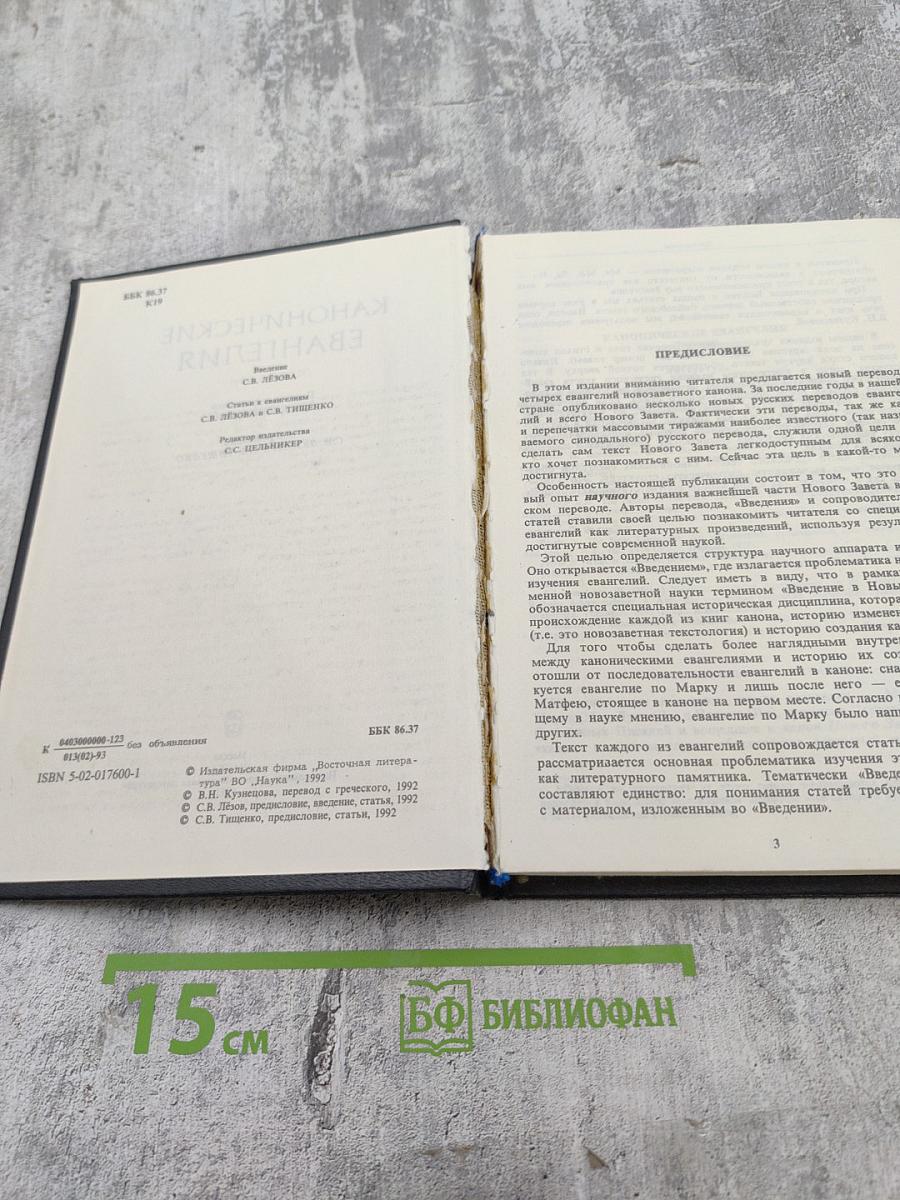 ББК 86.37
К19
КАНОНИЧЕСКИЕ
ЕВАНГЕЛИЯ
Введение
С.В. ЛЁЗОВА
Статьи к евангелиям
С.В. ЛЁЗОВА и С.В. ТИЩЕНКО
Редактор издательства
С.С. ЦЕЛЬНИКЕР
К 0403000000-123 без объявления
013(02)-93
ББК 86.37
ISBN 5-02-017600-1
© Издательская фирма „Восточная литера-
тура" ВО „Наука", 1992
© В.Н. Кузнецова, перевод с греческого, 1992
© С.В. Лёзов, предисловие, введение, статья, 1992
© С.В. Тищенко, предисловие, статьи, 1992
ПРЕДИСЛОВИЕ
В этом издании вниманию читателя предлагается новый перевод
четырех евангелий новозаветного канона. За последние годы в нашей
стране опубликовано несколько новых русских переводов еванге
лий и всего Нового Завета. Фактически эти переводы, так же ка
и перепечатки массовыми тиражами наиболее известного (так назы
ваемого синодального) русского перевода, служили одной цели
сделать сам текст Нового Завета легкодоступным для всяко
кто хочет познакомиться с ним. Сейчас эта цель в какой-то м
достигнута.
Особенность настоящей публикации состоит в том, что это
вый опыт научного издания важнейшей части Нового Завета в
ском переводе. Авторы перевода, «Введения» и сопроводител
статей ставили своей целью познакомить читателя со специ
евангелий как литературных произведений, используя резул
достигнутые современной наукой.
Этой целью определяется структура научного аппарата и
Оно открывается «Введением», где излагается проблематика н
изучения евангелий. Следует иметь в виду, что в рамка
менной новозаветной науки термином «Введение в Новы
обозначается специальная историческая дисциплина, котора
происхождение каждой из книг канона, историю изменен
(т.е. это новозаветная текстология) и историю создания ка
Для того чтобы сделать более наглядными внутре
между каноническими евангелиями и историю их со
отошли от последовательности евангелий в каноне: сна
куется евангелие по Марку и лишь после него — е
Матфею, стоящее в каноне на первом месте. Согласно
щему в науке мнению, евангелие по Марку было напи
других.
Текст каждого из евангелий сопровождается стать
рассматризается основная проблематика изучения э
как литературного памятника. Тематически «Введе
составляют единство: для понимания статей требуе
с материалом, изложенным во «Введении».
3
15 см
БФ БИБЛИОФАН